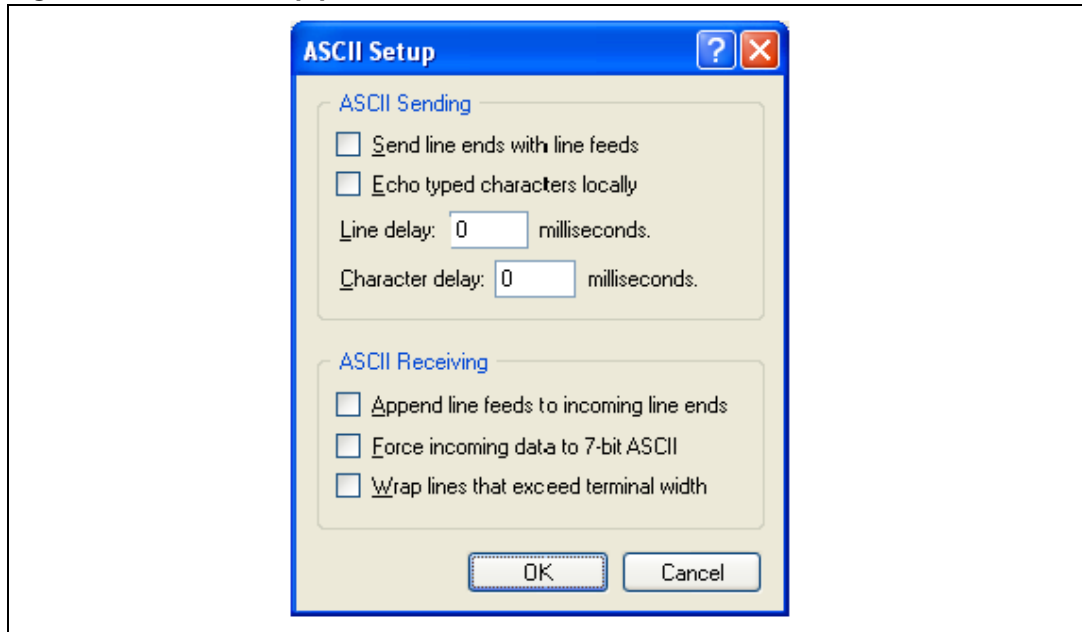 ASCII Setup
ASCII Sending
Send line ends with line feeds
Echo typed characters locally
Line delay: 0 milliseconds.
Character delay: 0 milliseconds.
ASCII Receiving
Append line feeds to incoming line ends
Force incoming data to 7-bit ASCII
Wrap lines that exceed terminal width
OK Cancel